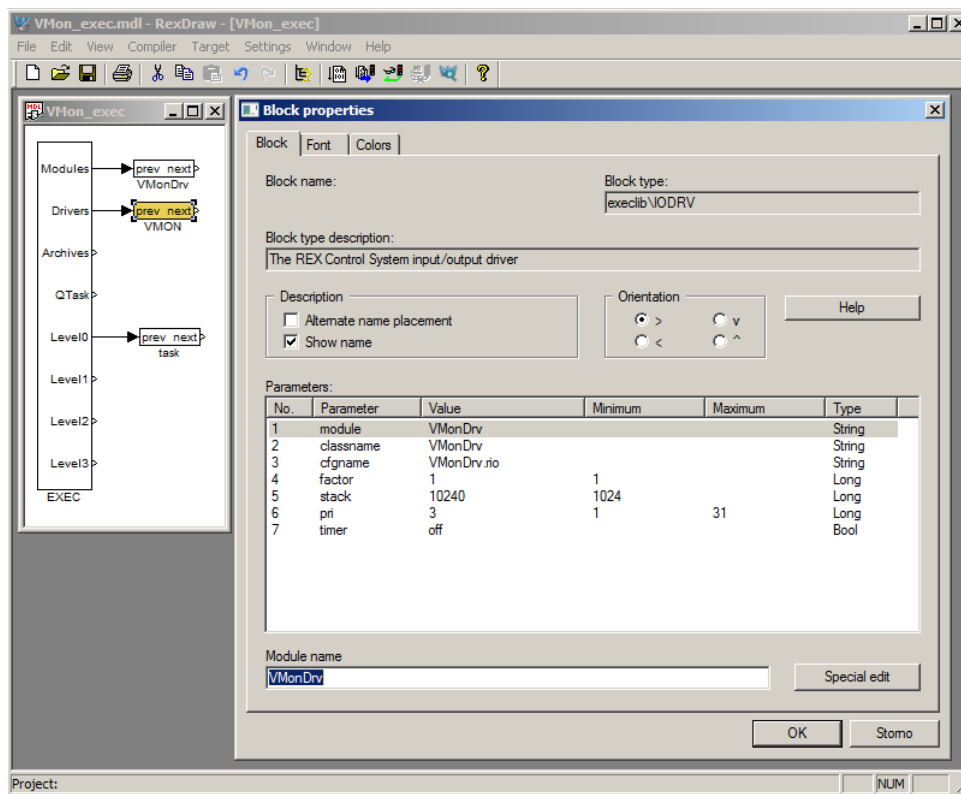 VMon_exec.mdl - RexDraw - [VMon_exec]
File Edit View Compiler Target Settings Window Help
VMon_exec
Modules prev next
VMonDrv
Drivers prev next
VMON
Archives
QTask
Level0 prev next
task
Level1
Level2
Level3
EXEC
Block properties
Block Font Colors
Block name: Block type:
execlib\IODRV
Block type description:
The REX Control System input/output driver
Description Orientation
Help
Alternate name placement > v
Show name < ^
Parameters:
No. Parameter Value Minimum Maximum Type
1 module VMonDrv String
2 classname VMonDrv String
3 cfgname VMonDrv.rio String
4 factor 1 1 Long
5 stack 10240 1024 Long
6 pri 3 1 31 Long
7 timer off Bool
Module name
VMonDrv Special edit
OK Storno
Project: NUM